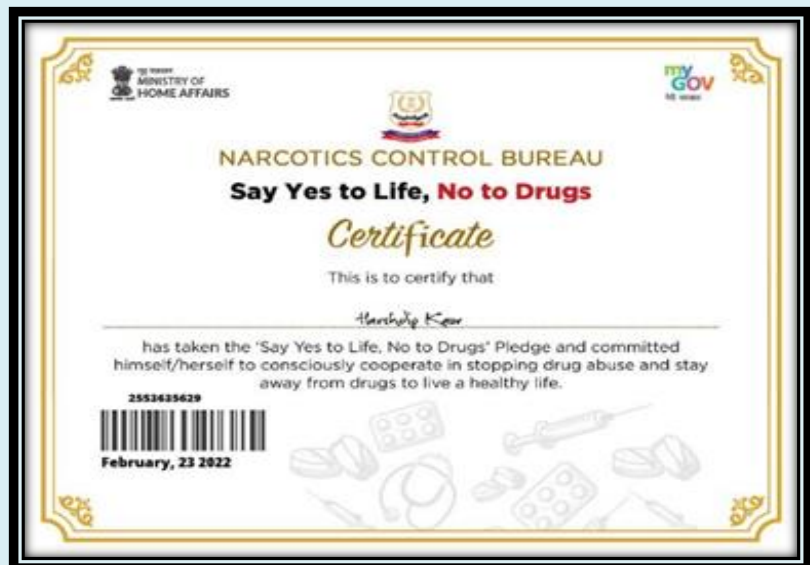 MINISTRY OF
HOME AFFAIRS
my
GOV
मेरी सरकार
NARCOTICS CONTROL BUREAU
Say Yes to Life, No to Drugs
Certificate
This is to certify that
has taken the 'Say Yes to Life, No to Drugs' Pledge and committed
himself/herself to consciously cooperate in stopping drug abuse and stay
away from drugs to live a healthy life.
2553635629
February, 23 2022